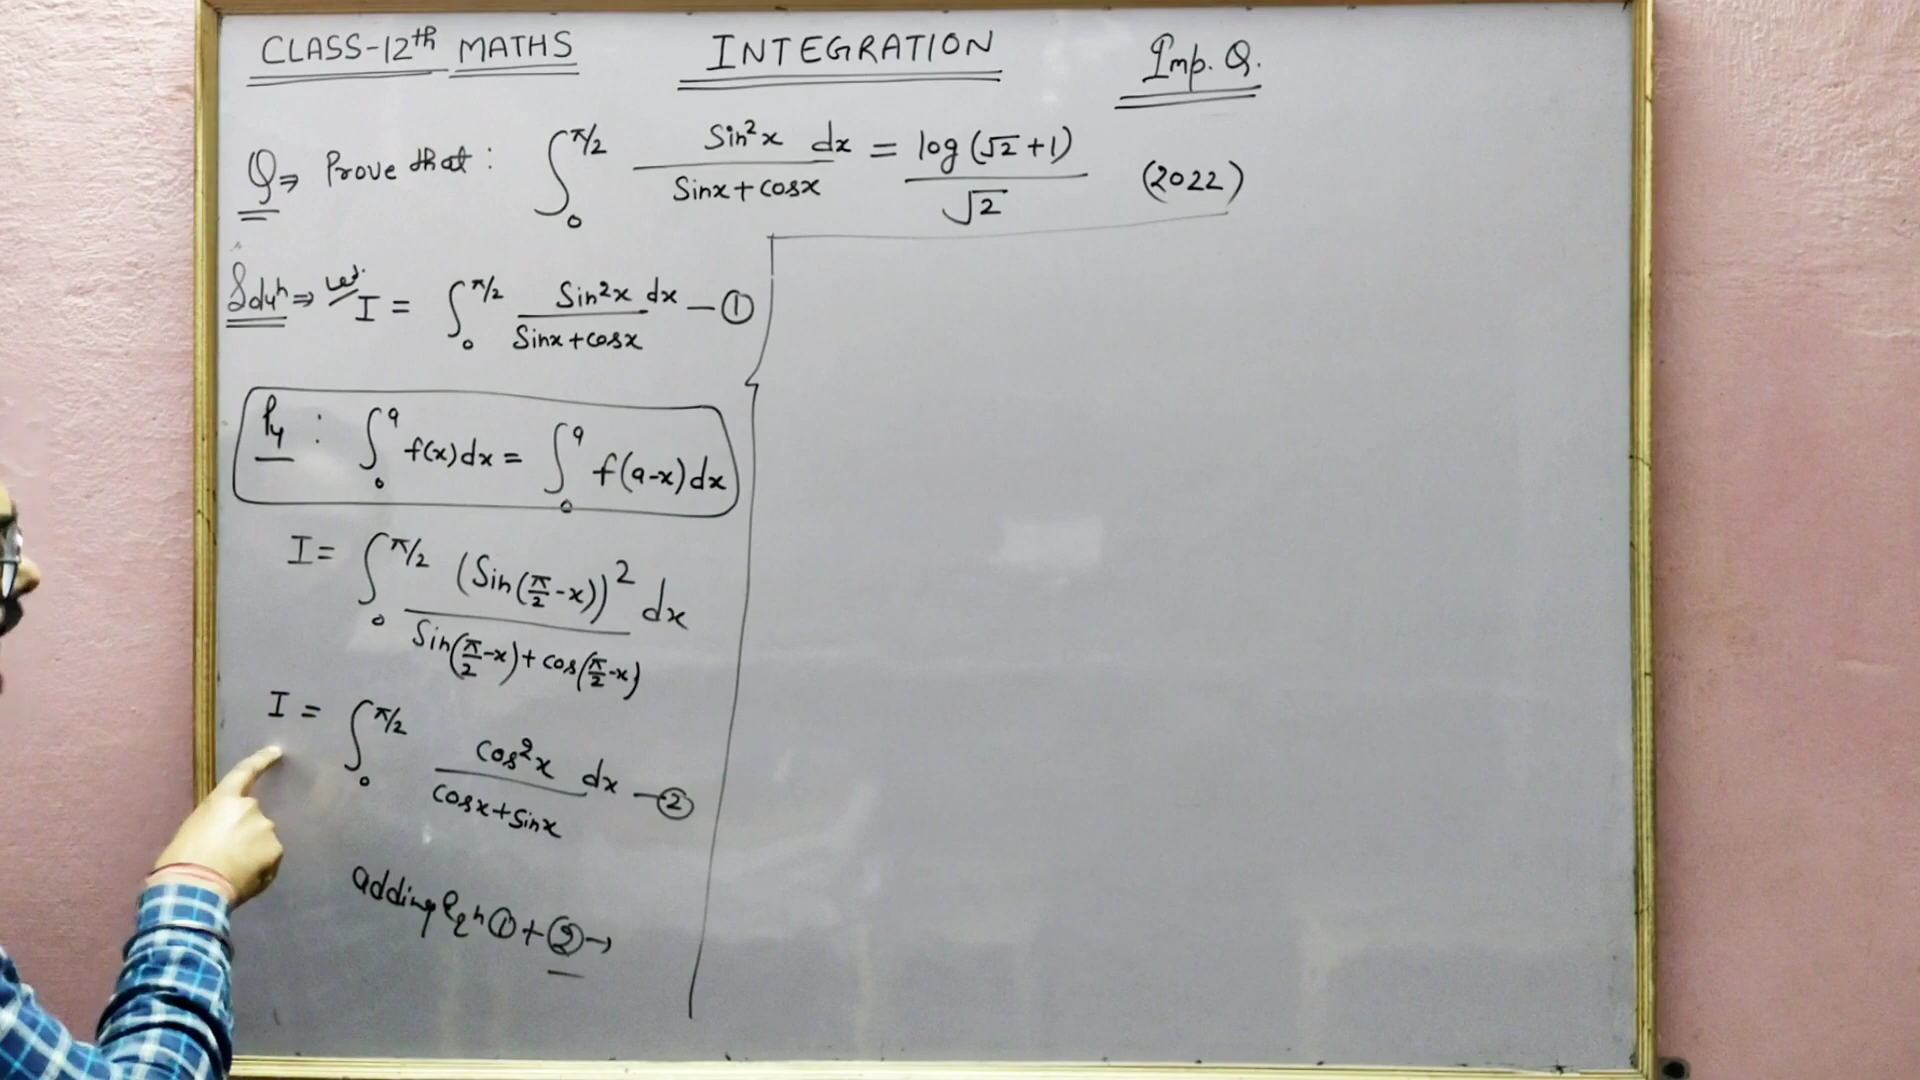 CLASS-12th MATHS INTEGRATION Imp. Q.
Q⇒ Prove that : ∫₀^π/2 Sin²x dx / Sinx+cosx = log(√2+1) / √2 (2022)
Solun⇒ Let I = ∫₀^π/2 Sin²x dx / Sinx+cosx —①
P4 : ∫₀^a f(x)dx = ∫₀^a f(a-x)dx
I = ∫₀^π/2 (Sin(π/2-x))² dx / Sin(π/2-x)+cos(π/2-x)
I = ∫₀^π/2 cos²x dx / cosx+sinx —②
adding Eqn ①+②→